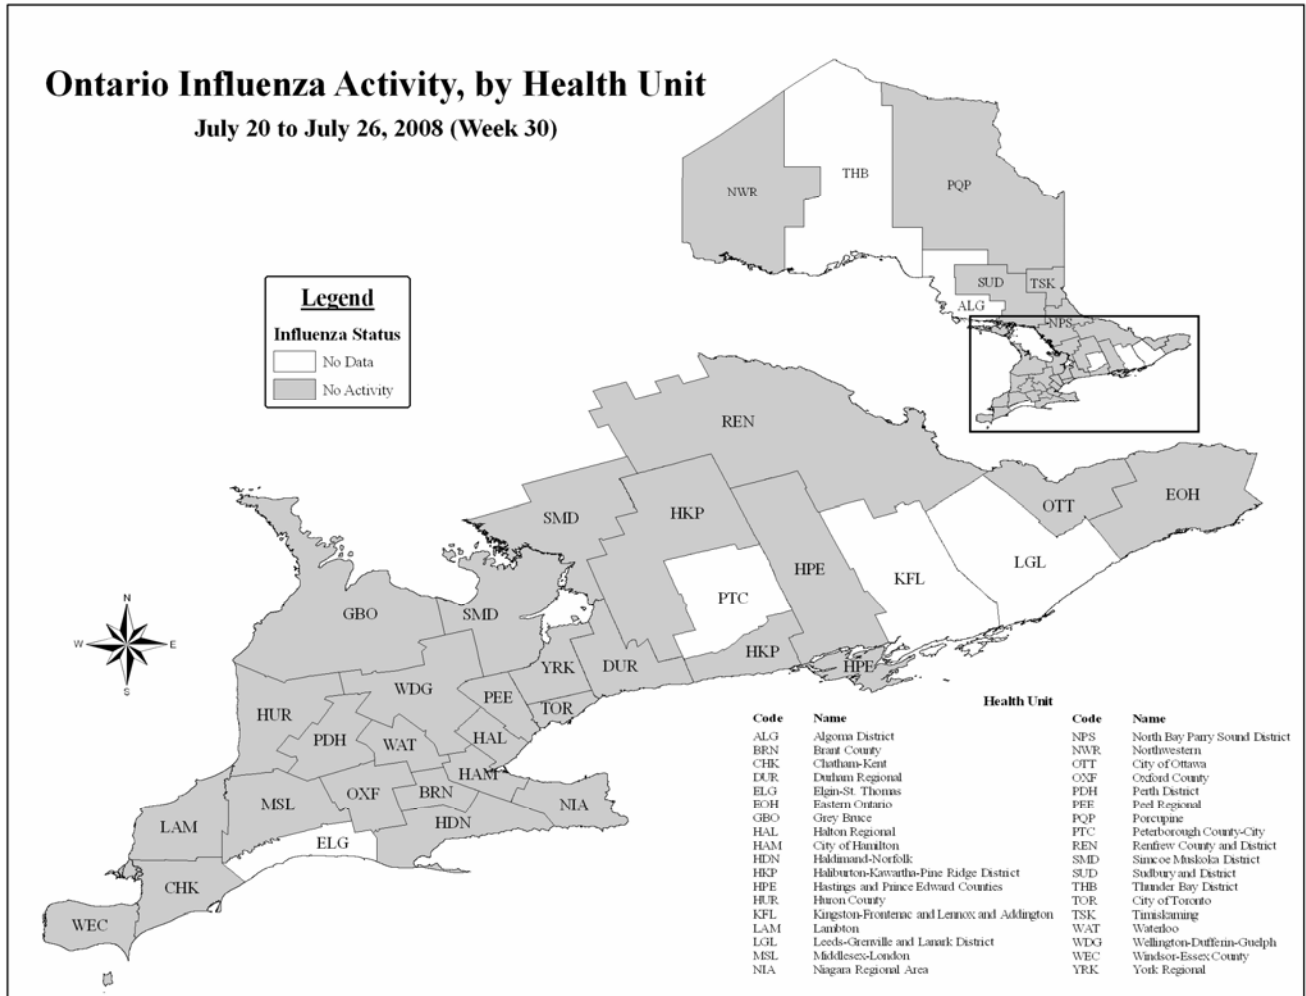 Ontario Influenza Activity, by Health Unit
July 20 to July 26, 2008 (Week 30)
THB
PQP
NWR
SUD
TSK
ALG
NPS
Legend
Influenza Status
No Data
No Activity
REN
SMD
HKP
OTT
EOH
HPE
KFL
LGL
PTC
GBO
SMD
N
W
E
S
HKP
HPE
YRK
DUR
WDG
PEE
TOR
HUR
PDH
WAT
HAL
HAM
MSL
OXF
BRN
NIA
LAM
HDN
ELG
CHK
WEC
Health Unit
Code Name Code Name
ALG Algoma District NPS North Bay Parry Sound District
BRN Brant County NWR Northwestern
CHK Chatham-Kent OTT City of Ottawa
DUR Durham Regional OXF Oxford County
ELG Elgin-St. Thomas PDH Perth District
EOH Eastern Ontario PEE Peel Regional
GBO Grey Bruce PQP Porcupine
HAL Halton Regional PTC Peterborough County-City
HAM City of Hamilton REN Renfrew County and District
HDN Haldimand-Norfolk SMD Simcoe Muskoka District
HKP Haliburton-Kawartha-Pine Ridge District SUD Sudbury and District
HPE Hastings and Prince Edward Counties THB Thunder Bay District
HUR Huron County TOR City of Toronto
KFL Kingston-Frontenac and Lennox and Addington TSK Timiskaming
LAM Lambton WAT Waterloo
LGL Leeds-Grenville and Lanark District WDG Wellington-Dufferin-Guelph
MSL Middlesex-London WEC Windsor-Essex County
NIA Niagara Regional Area YRK York Regional